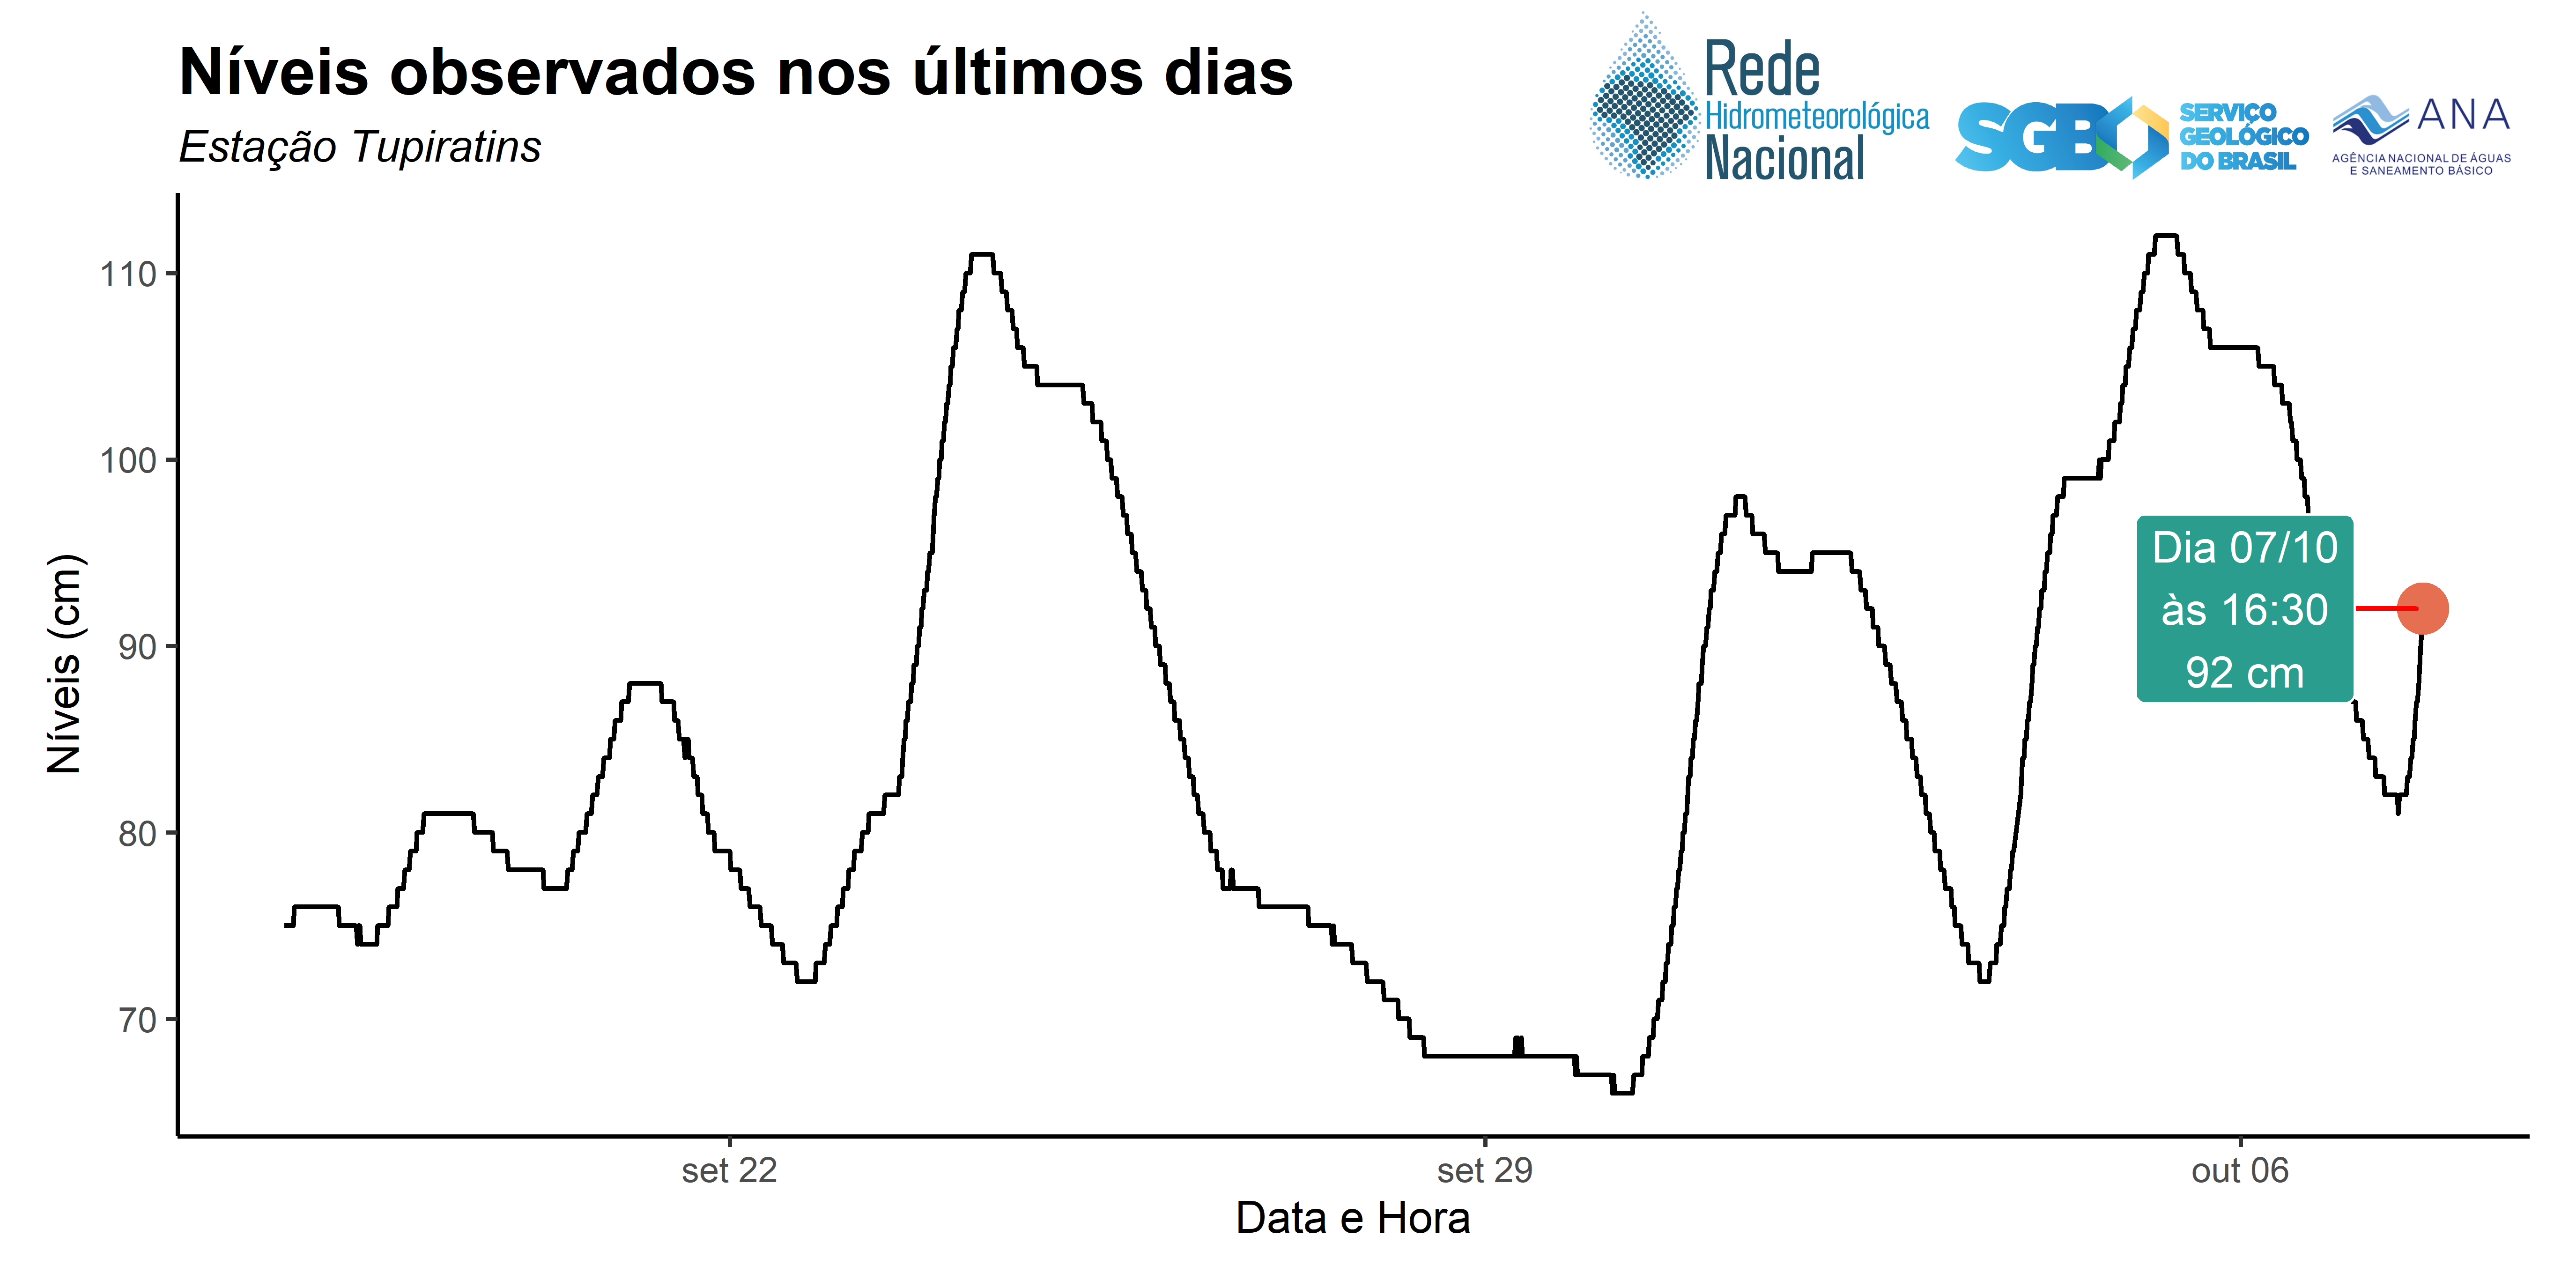 Níveis observados nos últimos dias
Estação Tupiratins
Rede
Hidrometeorológica
Nacional
SGB
SERVIÇO
GEOLÓGICO
DO BRASIL
ANA
AGÊNCIA NACIONAL DE ÁGUAS
E SANEAMENTO BÁSICO
Níveis (cm)
110
100
90
80
70
Dia 07/10
às 16:30
92 cm
set 22
set 29
out 06
Data e Hora